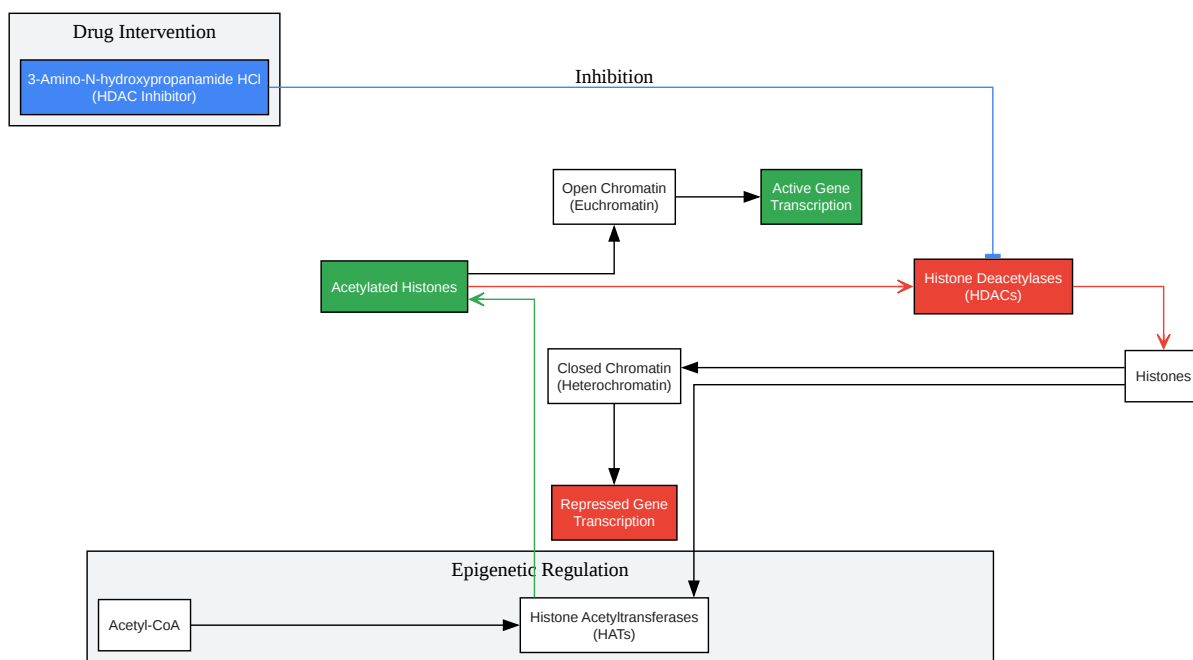 Drug Intervention
3-Amino-N-hydroxypropanamide HCl
(HDAC Inhibitor)
Inhibition
Open Chromatin
(Euchromatin)
Active Gene
Transcription
Acetylated Histones
Histone Deacetylases
(HDACs)
Closed Chromatin
(Heterochromatin)
Histones
Repressed Gene
Transcription
Epigenetic Regulation
Acetyl-CoA
Histone Acetyltransferases
(HATs)